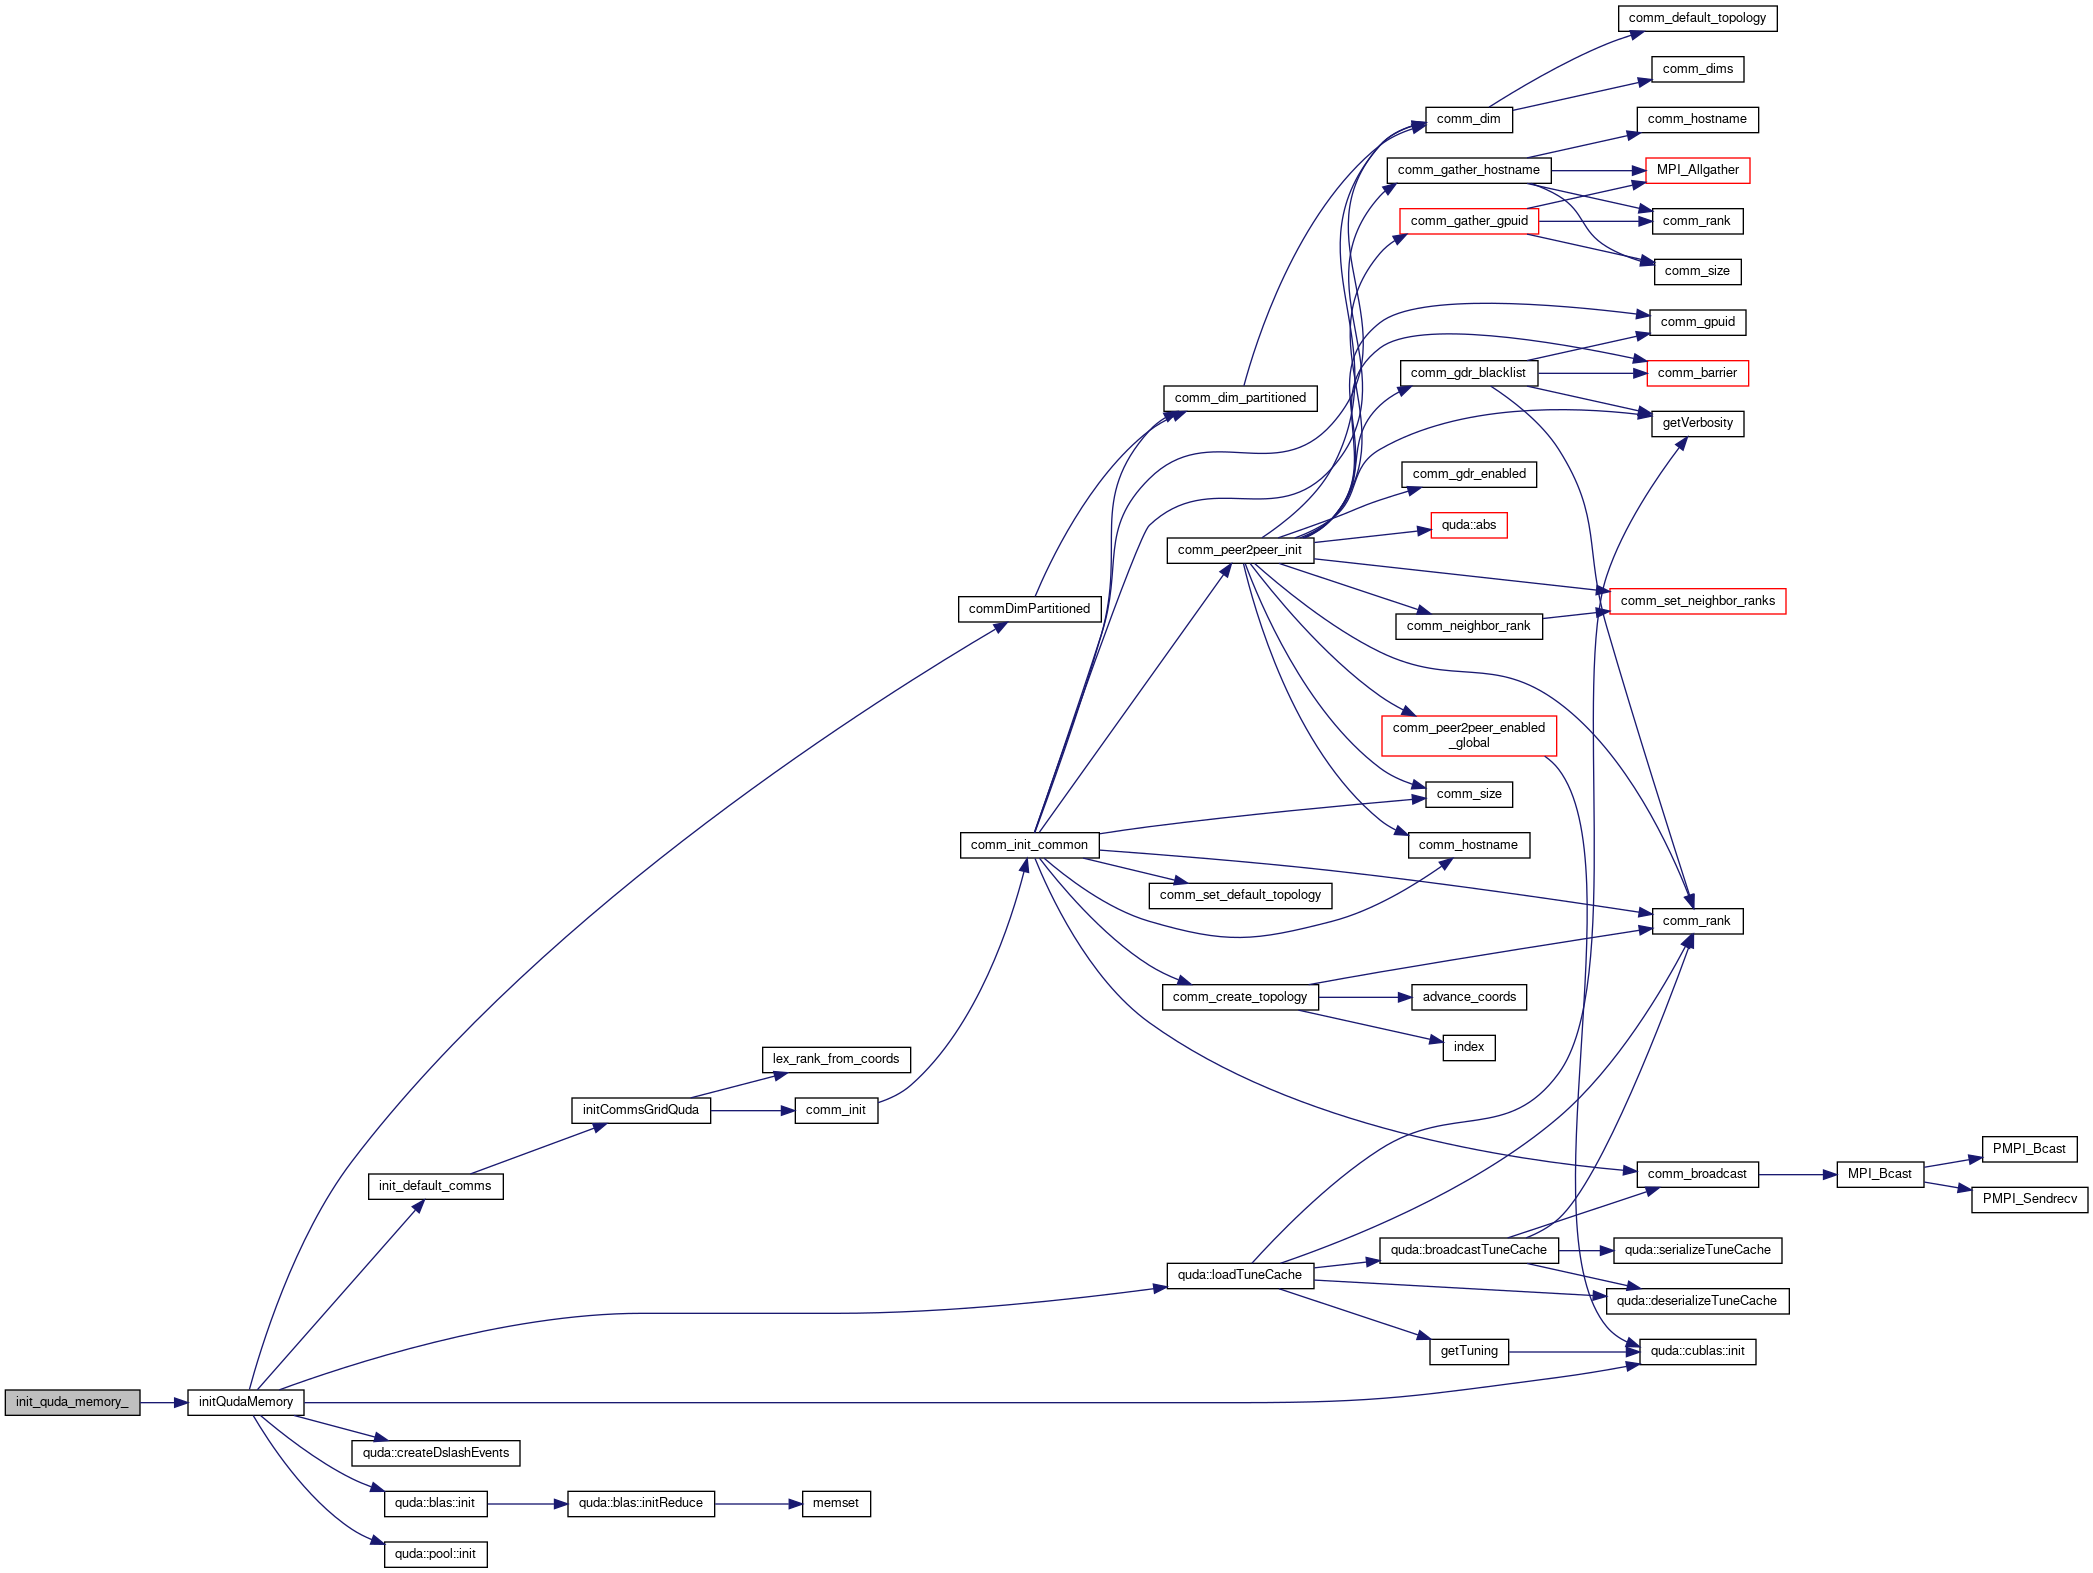 comm_default_topology
comm_dims
comm_dim
comm_hostname
comm_gather_hostname
MPI_Allgather
comm_gather_gpuid
comm_rank
comm_size
comm_gpuid
comm_gdr_blacklist
comm_barrier
comm_dim_partitioned
getVerbosity
comm_gdr_enabled
quda::abs
comm_peer2peer_init
commDimPartitioned
comm_set_neighbor_ranks
comm_neighbor_rank
comm_peer2peer_enabled
_global
comm_size
comm_init_common
comm_hostname
comm_set_default_topology
comm_rank
comm_create_topology
advance_coords
index
lex_rank_from_coords
initCommsGridQuda
comm_init
PMPI_Bcast
comm_broadcast
MPI_Bcast
init_default_comms
PMPI_Sendrecv
quda::broadcastTuneCache
quda::serializeTuneCache
quda::loadTuneCache
quda::deserializeTuneCache
getTuning
quda::cublas::init
init_quda_memory_
initQudaMemory
quda::createDslashEvents
quda::blas::init
quda::blas::initReduce
memset
quda::pool::init